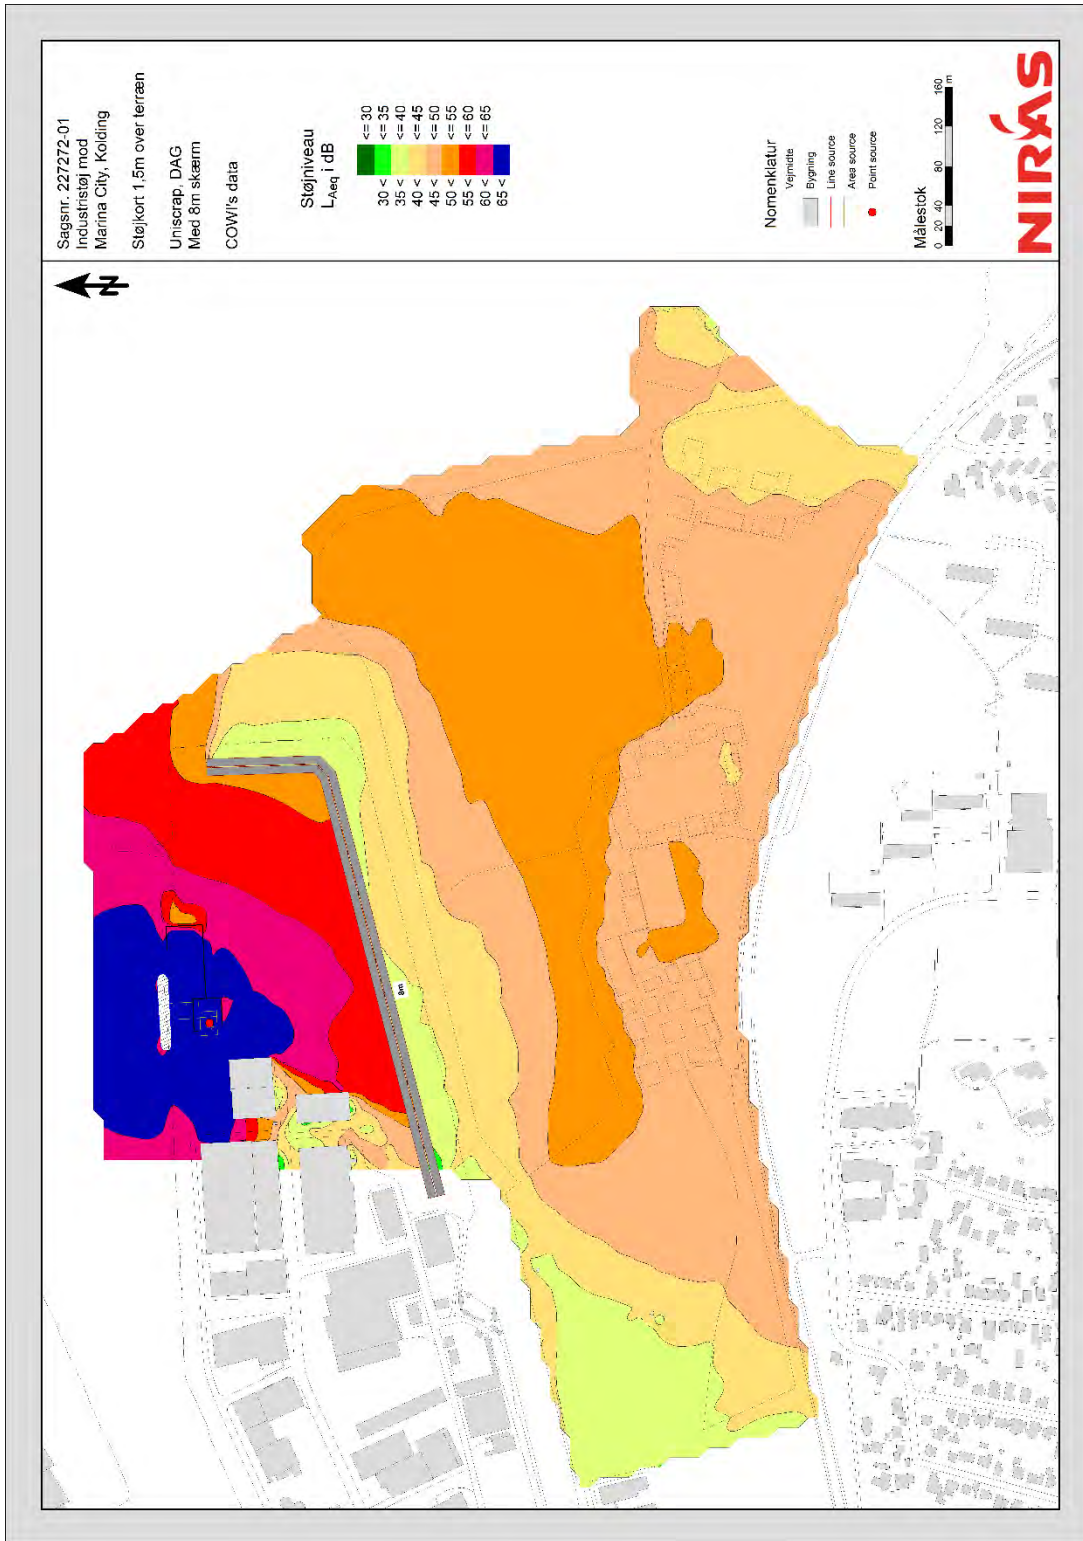 Sagsnr. 227272-01
Industristøj mod
Marina City, Kolding
Støjkort 1,5m over terræn
Uniscrap, DAG
Med 8m skærm
COWI's data
Støjniveau
LAeq i dB
<= 30
30 < <= 35
35 < <= 40
40 < <= 45
45 < <= 50
50 < <= 55
55 < <= 60
60 < <= 65
65 <
Nomenklatur
Vejmidte
Bygning
Line source
Area source
Point source
Målestok
0 20 40 80 120 160
m
NIRÁS
N
8m